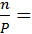 n/P =